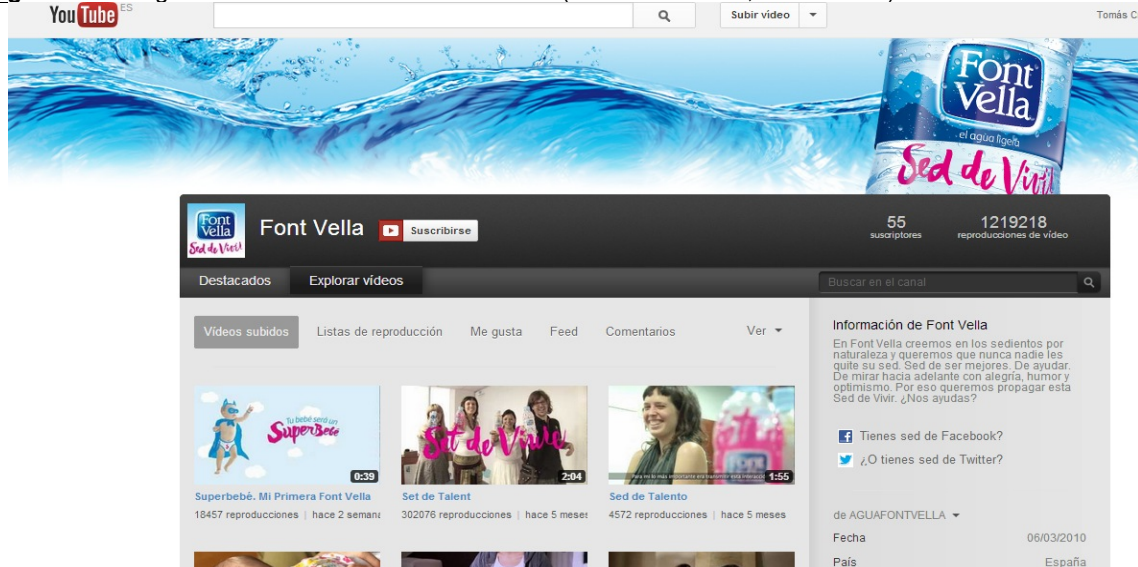 YouTube ES
Subir vídeo
Tomás C
Font
Vella
el agua ligera
Sed de Vivir
Font
Vella
Sed de Vivir
Font Vella
Suscribirse
55
suscriptores
1219218
reproducciones de vídeo
Destacados
Explorar vídeos
Buscar en el canal
Vídeos subidos
Listas de reproducción
Me gusta
Feed
Comentarios
Ver
Tu bebé será un
SuperBebé
0:39
Superbebé. Mi Primera Font Vella
18457 reproducciones | hace 2 semana
Set de Vivir
2:04
Set de Talent
302076 reproducciones | hace 5 meses
1:55
Sed de Talento
4572 reproducciones | hace 5 meses
Información de Font Vella
En Font Vella creemos en los sedientos por
naturaleza y queremos que nunca nadie les
quite su sed. Sed de ser mejores. De ayudar.
De mirar hacia adelante con alegría, humor y
optimismo. Por eso queremos propagar esta
Sed de Vivir. ¿Nos ayudas?
Tienes sed de Facebook?
¿O tienes sed de Twitter?
de AGUAFONTVELLA
Fecha 06/03/2010
País España